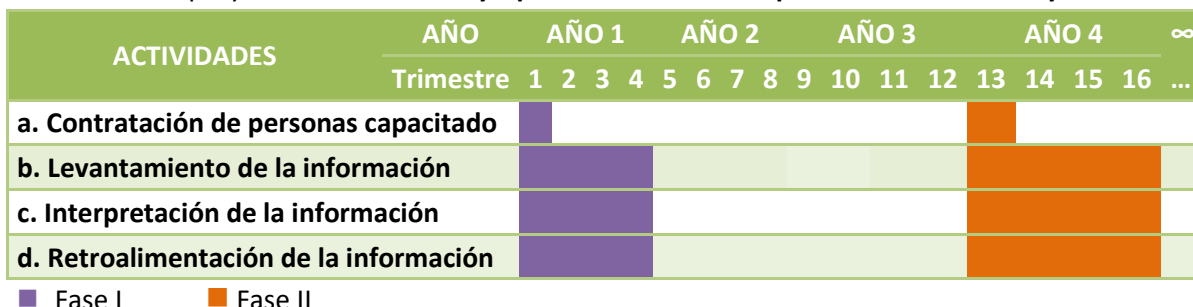 ACTIVIDADES AÑO AÑO 1 AÑO 2 AÑO 3 AÑO 4 ∞
Trimestre 1 2 3 4 5 6 7 8 9 10 11 12 13 14 15 16 ...
a. Contratación de personas capacitado
b. Levantamiento de la información
c. Interpretación de la información
d. Retroalimentación de la información
Fase I Fase II